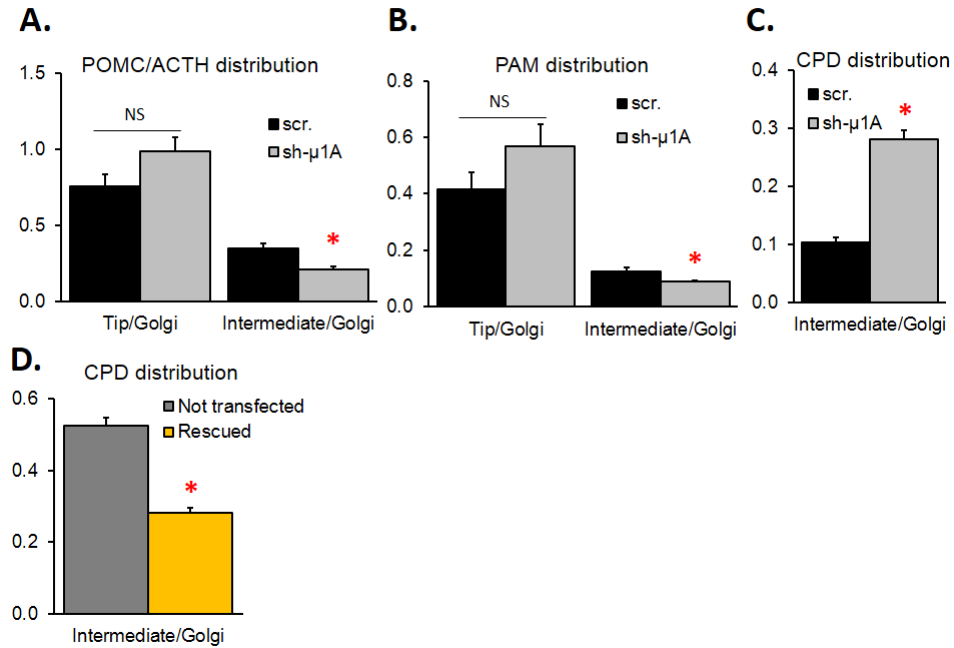 A.
POMC/ACTH distribution
1.5
1.0
0.5
0.0
NS
scr.
sh-µ1A
*
Tip/Golgi
Intermediate/Golgi
B.
PAM distribution
0.8
0.6
0.4
0.2
0.0
NS
scr.
sh-µ1A
*
Tip/Golgi
Intermediate/Golgi
C.
CPD distribution
0.4
0.3
0.2
0.1
0.0
scr.
sh-µ1A
*
Intermediate/Golgi
D.
CPD distribution
0.6
0.4
0.2
0.0
Not transfected
Rescued
*
Intermediate/Golgi